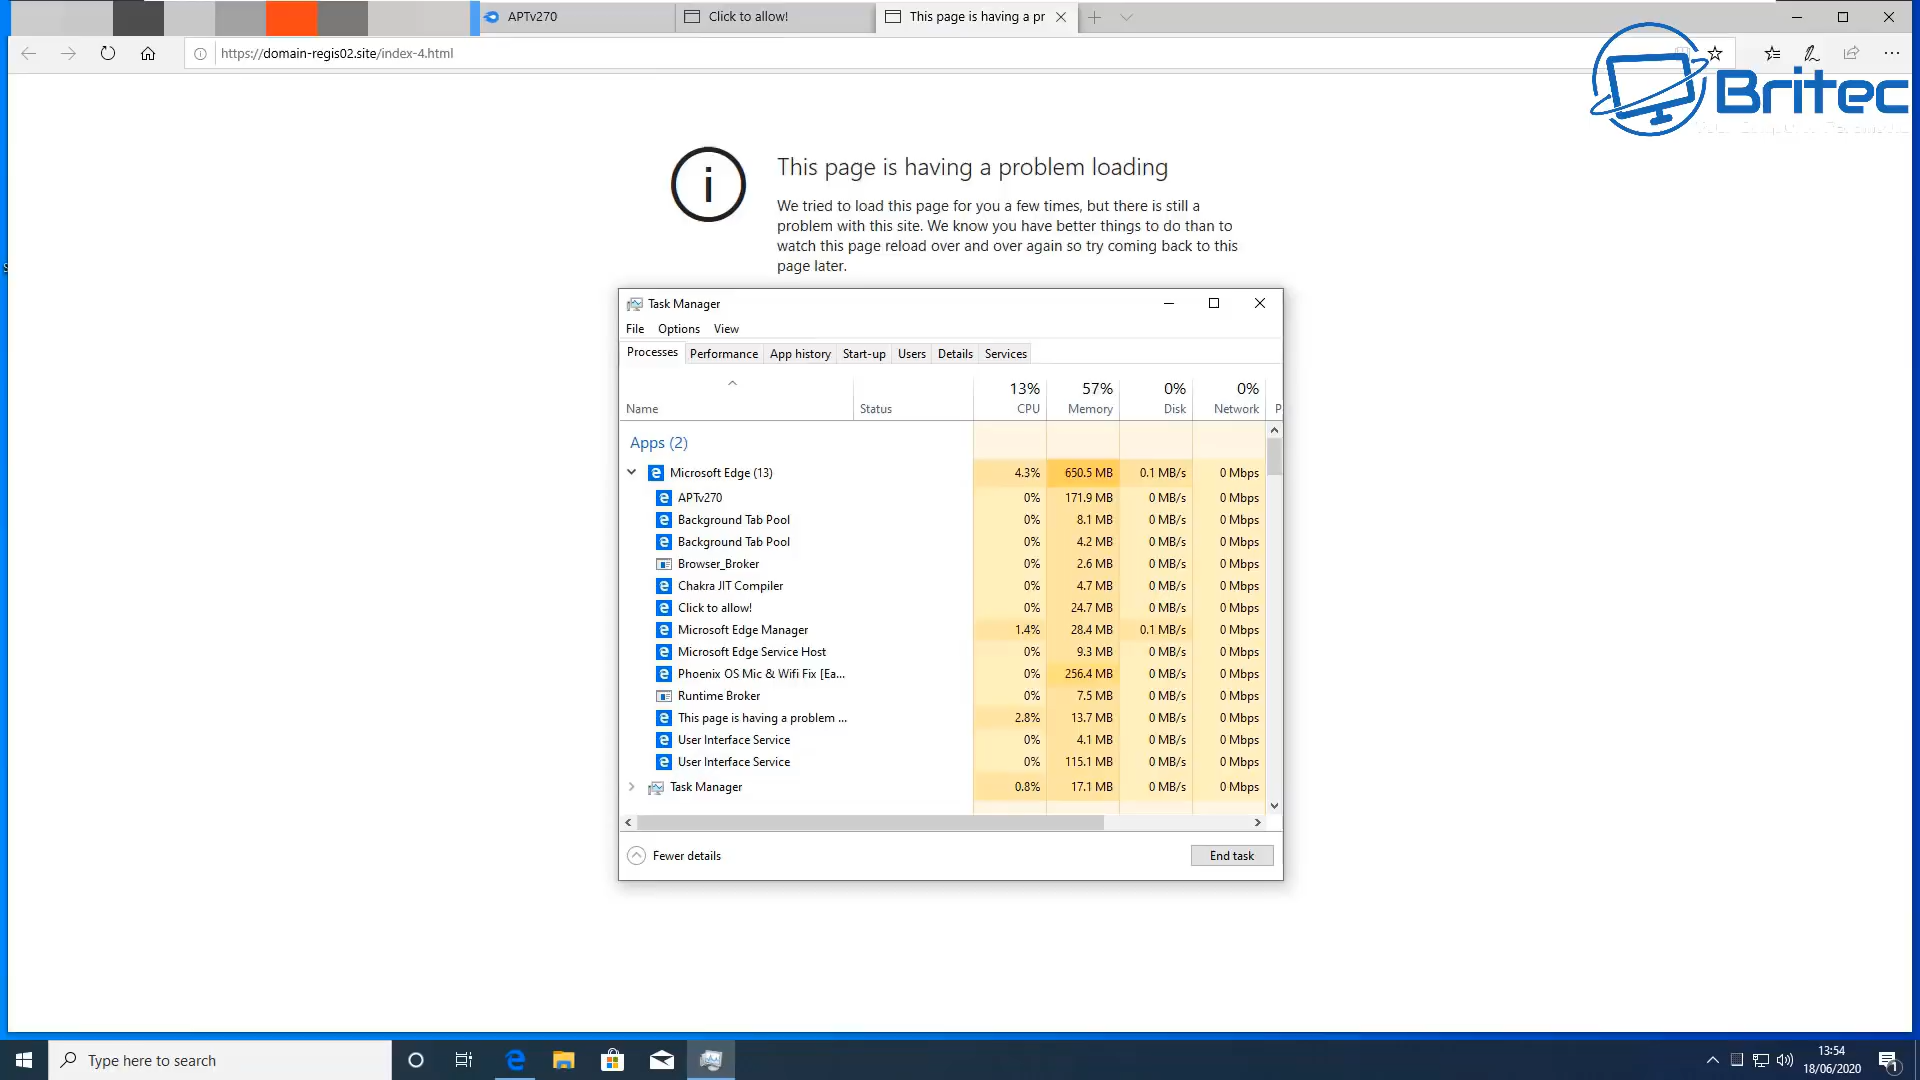 APTv270
Click to allow!
This page is having a pr
https://domain-regis02.site/index-4.html
Britec
This page is having a problem loading
We tried to load this page for you a few times, but there is still a
problem with this site. We know you have better things to do than to
watch this page reload over and over again so try coming back to this
page later.
Task Manager
File Options View
Processes Performance App history Start-up Users Details Services
13% 57% 0% 0%
Name Status CPU Memory Disk Network P
Apps (2)
Microsoft Edge (13) 4.3% 650.5 MB 0.1 MB/s 0 Mbps
APTv270 0% 171.9 MB 0 MB/s 0 Mbps
Background Tab Pool 0% 8.1 MB 0 MB/s 0 Mbps
Background Tab Pool 0% 4.2 MB 0 MB/s 0 Mbps
Browser_Broker 0% 2.6 MB 0 MB/s 0 Mbps
Chakra JIT Compiler 0% 4.7 MB 0 MB/s 0 Mbps
Click to allow! 0% 24.7 MB 0 MB/s 0 Mbps
Microsoft Edge Manager 1.4% 28.4 MB 0.1 MB/s 0 Mbps
Microsoft Edge Service Host 0% 9.3 MB 0 MB/s 0 Mbps
Phoenix OS Mic & Wifi Fix [Ea... 0% 256.4 MB 0 MB/s 0 Mbps
Runtime Broker 0% 7.5 MB 0 MB/s 0 Mbps
This page is having a problem ... 2.8% 13.7 MB 0 MB/s 0 Mbps
User Interface Service 0% 4.1 MB 0 MB/s 0 Mbps
User Interface Service 0% 115.1 MB 0 MB/s 0 Mbps
Task Manager 0.8% 17.1 MB 0 MB/s 0 Mbps
Fewer details
End task
Type here to search
13:54
18/06/2020
1